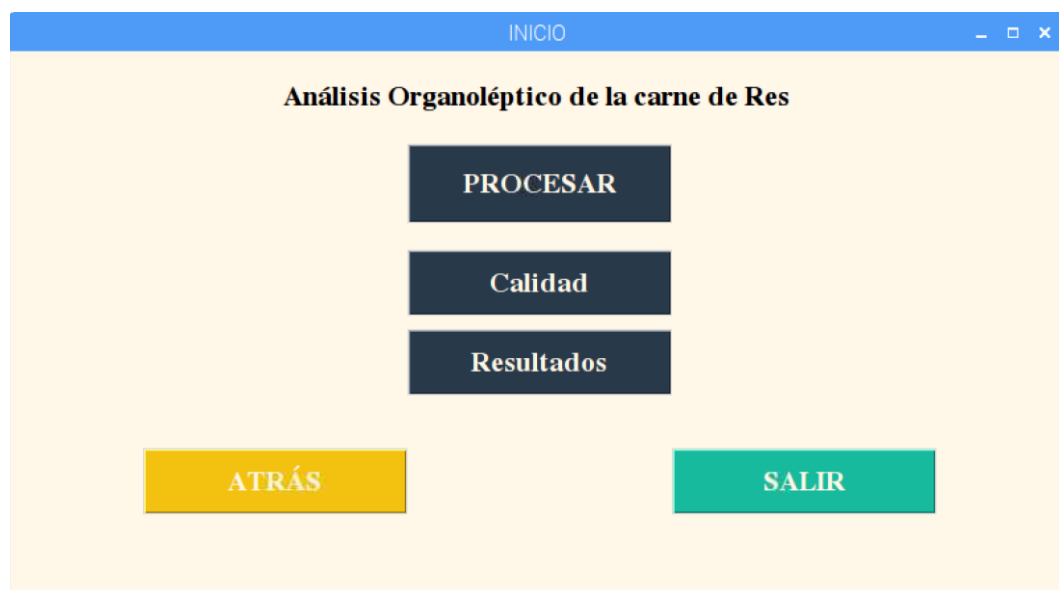 INICIO
Análisis Organoléptico de la carne de Res
PROCESAR
Calidad
Resultados
ATRÁS
SALIR